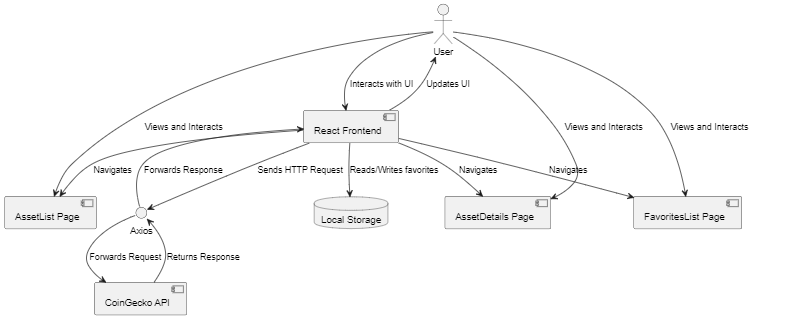 User
Interacts with UI
Updates UI
React Frontend
Views and Interacts
Views and Interacts
Views and Interacts
Navigates
Forwards Response
Sends HTTP Request
Reads/Writes favorites
Navigates
Navigates
AssetList Page
Axios
Local Storage
AssetDetails Page
FavoritesList Page
Forwards Request
Returns Response
CoinGecko API